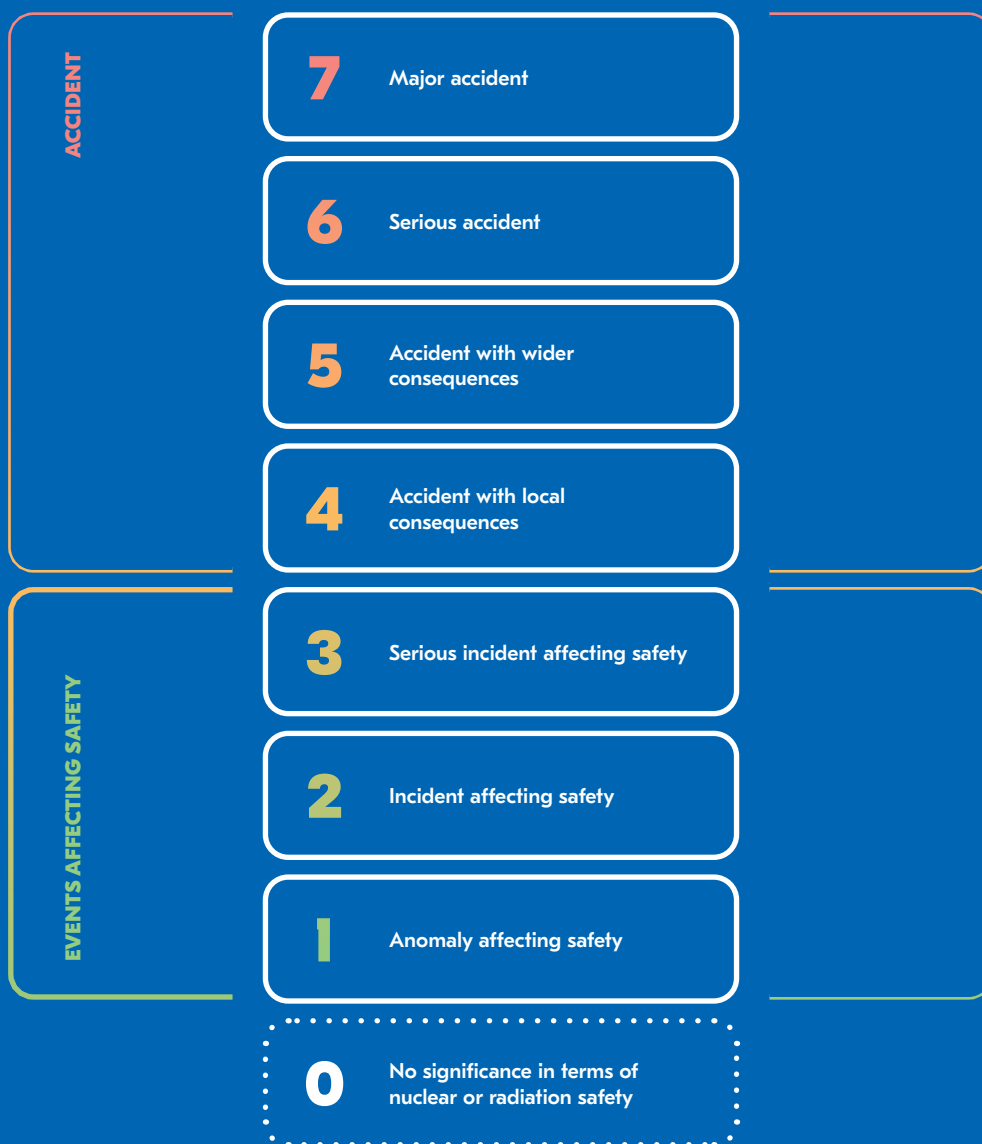 ACCIDENT
7
Major accident
6
Serious accident
5
Accident with wider
consequences
4
Accident with local
consequences
EVENTS AFFECTING SAFETY
3
Serious incident affecting safety
2
Incident affecting safety
1
Anomaly affecting safety
0
No significance in terms of
nuclear or radiation safety